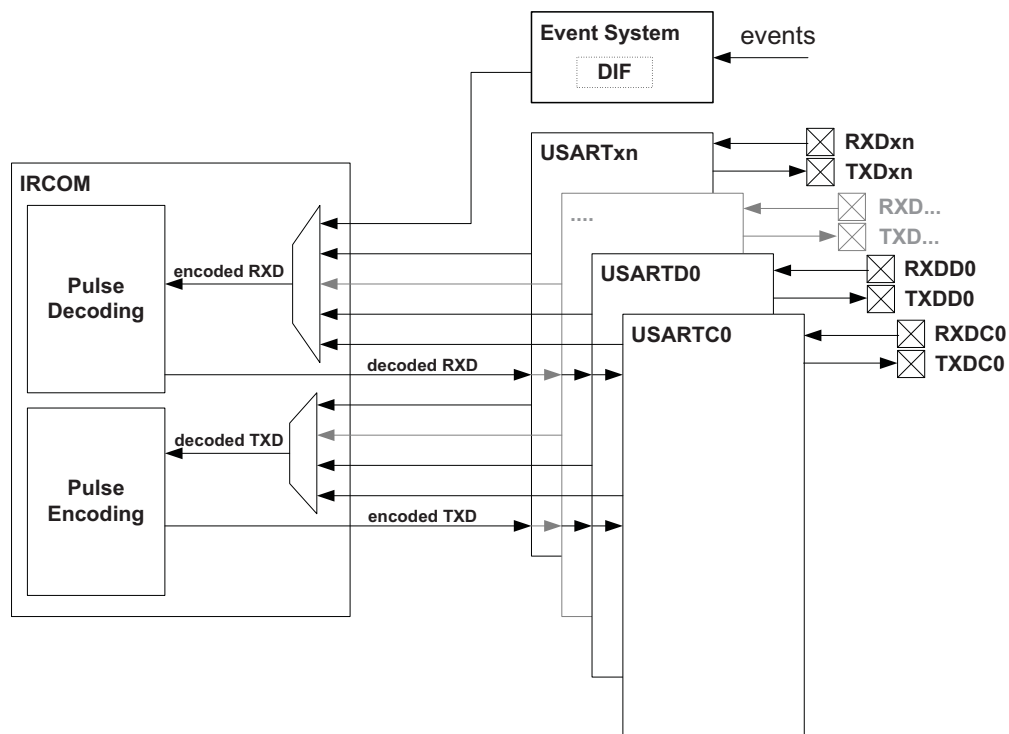 Event System
events
DIF
USARTxn
RXDxn
TXDxn
IRCOM
....
RXD...
TXD...
encoded RXD
Pulse
Decoding
USARTD0
RXDD0
TXDD0
USARTC0
RXDC0
TXDC0
decoded RXD
decoded TXD
Pulse
Encoding
encoded TXD